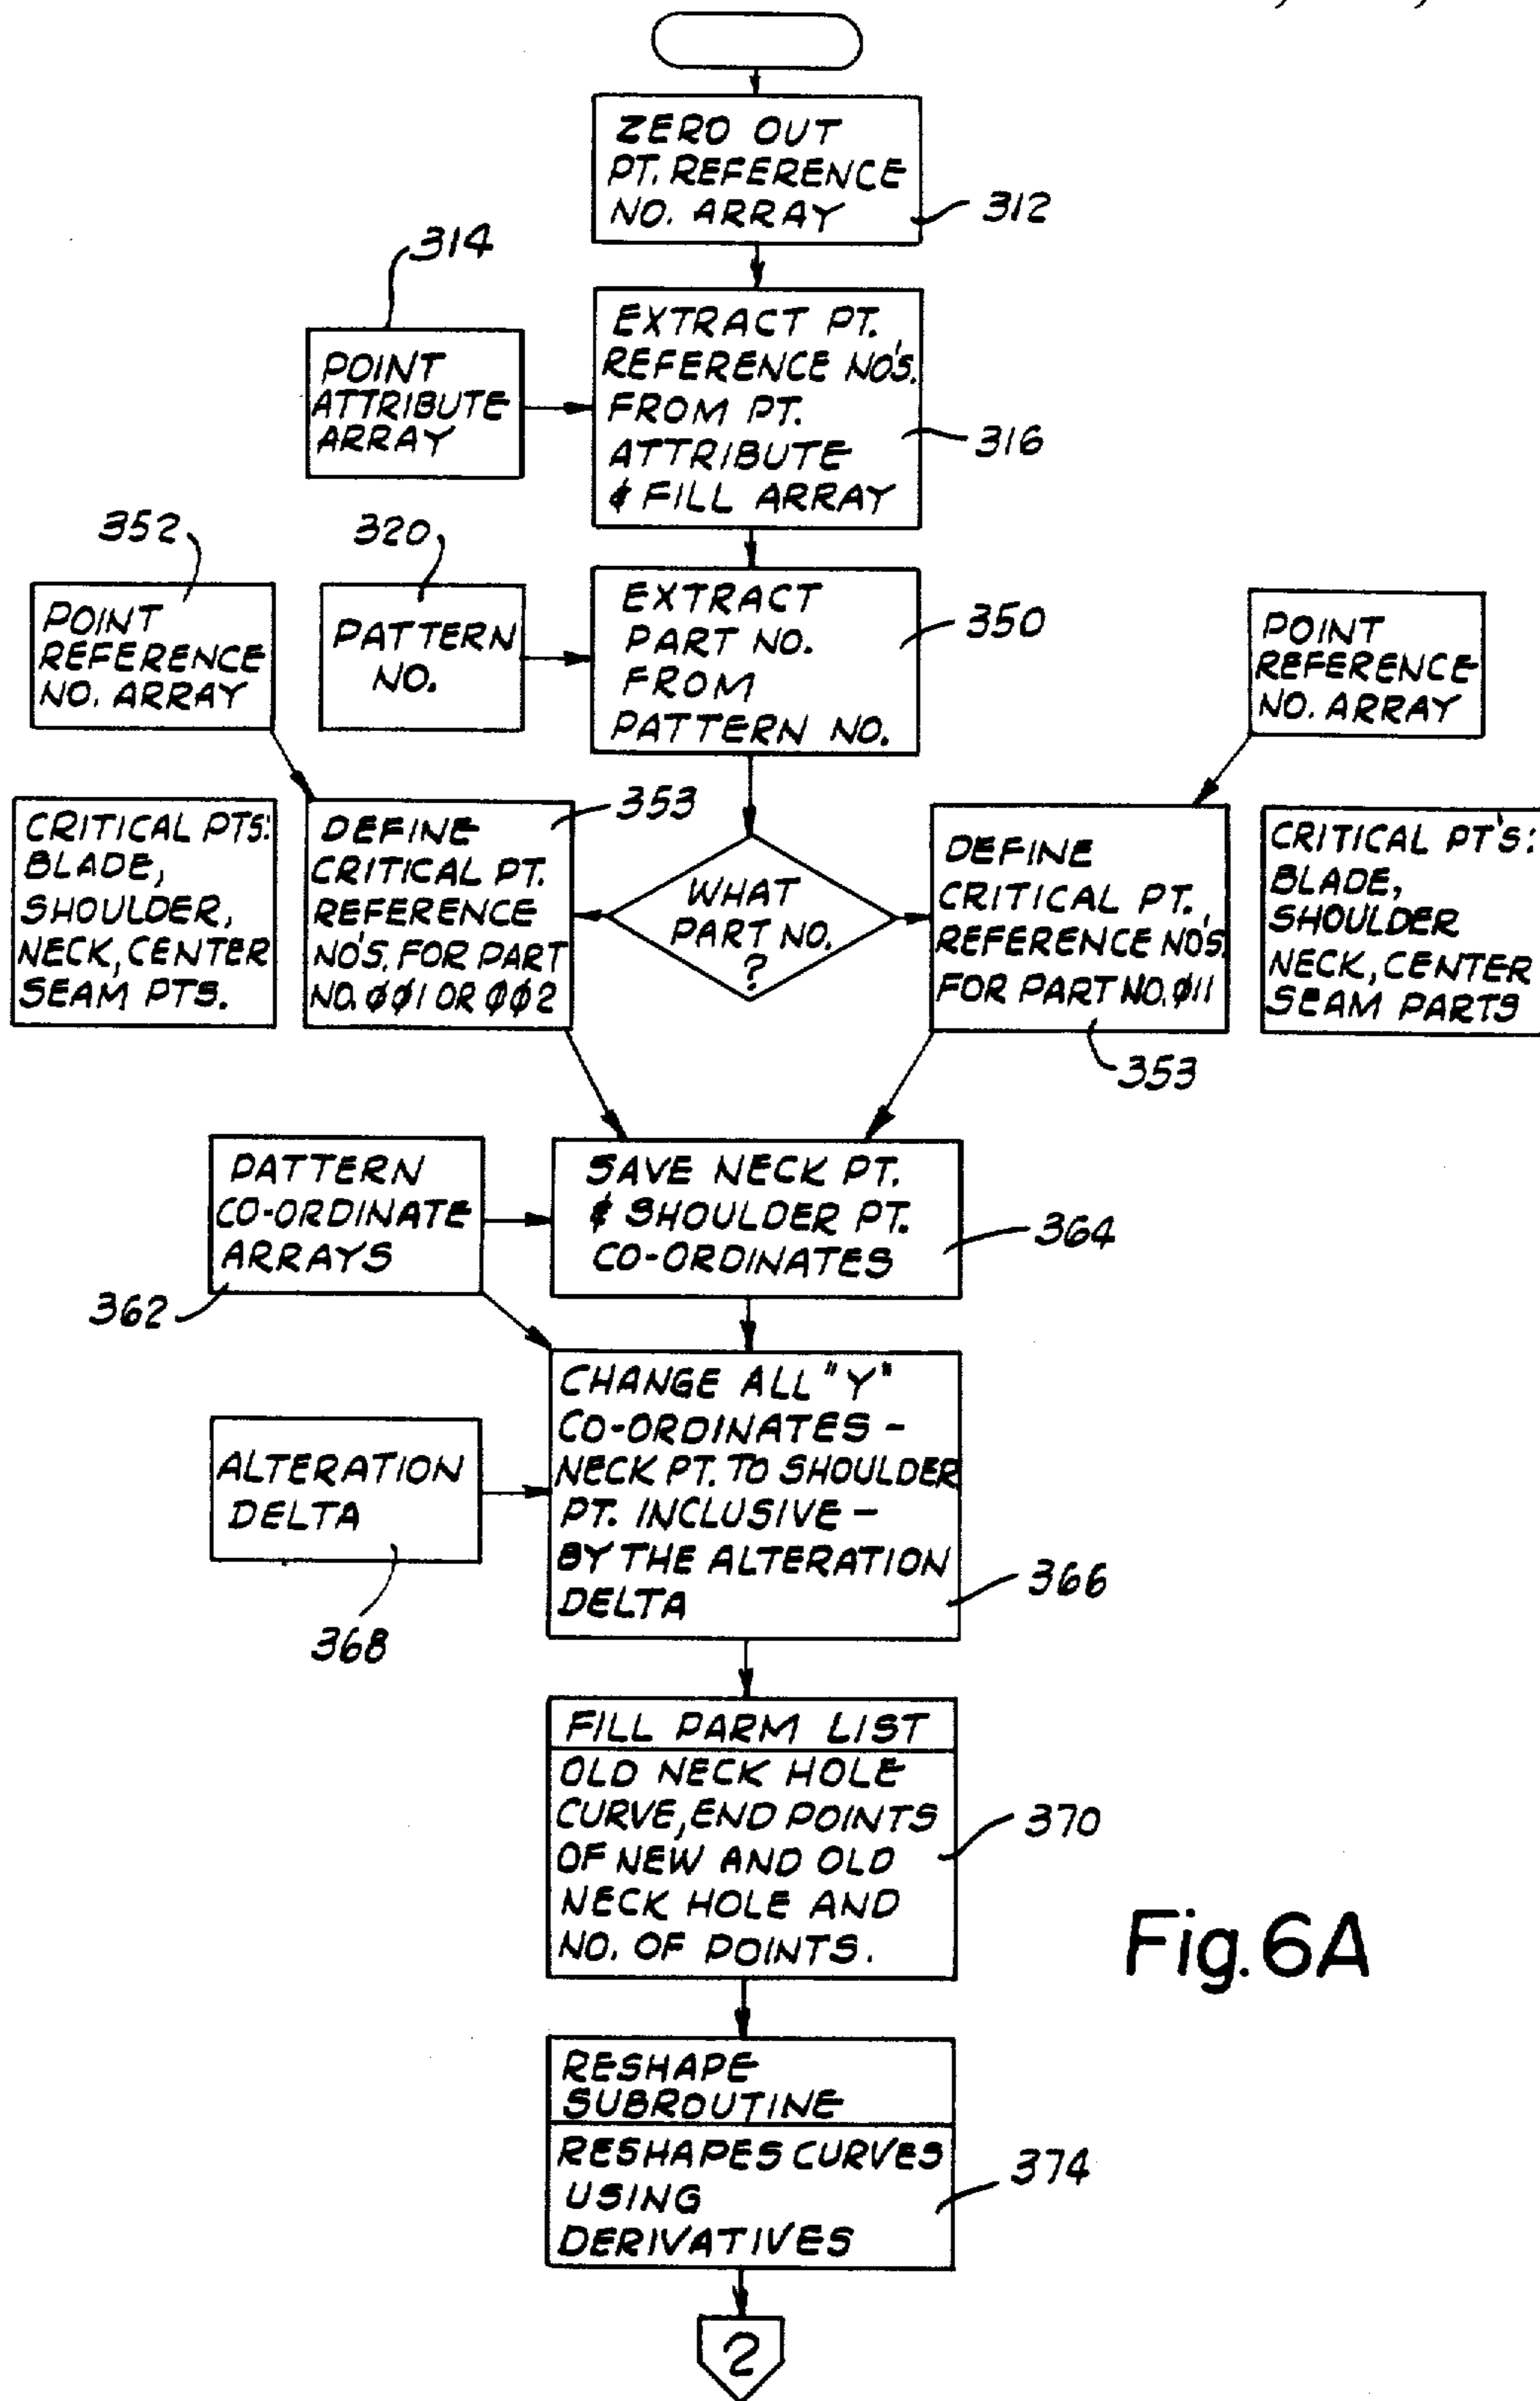 ZERO OUT
PT. REFERENCE
NO. ARRAY
312
314
POINT
ATTRIBUTE
ARRAY
EXTRACT PT.
REFERENCE NO'S.
FROM PT.
ATTRIBUTE
& FILL ARRAY
316
352
POINT
REFERENCE
NO. ARRAY
320
PATTERN
NO.
EXTRACT
PART NO.
FROM
PATTERN NO.
350
POINT
REFERENCE
NO. ARRAY
CRITICAL PTS:
BLADE,
SHOULDER,
NECK, CENTER
SEAM PTS.
DEFINE
CRITICAL PT.
REFERENCE
NO'S. FOR PART
NO. ØØ1 OR ØØ2
353
WHAT
PART NO.
?
DEFINE
CRITICAL PT.
REFERENCE NO'S.
FOR PART NO. Ø11
353
CRITICAL PT'S:
BLADE,
SHOULDER
NECK, CENTER
SEAM PARTS
PATTERN
CO-ORDINATE
ARRAYS
362
SAVE NECK PT.
& SHOULDER PT.
CO-ORDINATES
364
ALTERATION
DELTA
368
CHANGE ALL "Y"
CO-ORDINATES -
NECK PT. TO SHOULDER
PT. INCLUSIVE -
BY THE ALTERATION
DELTA
366
FILL PARM LIST
OLD NECK HOLE
CURVE, END POINTS
OF NEW AND OLD
NECK HOLE AND
NO. OF POINTS.
370
Fig. 6A
RESHAPE
SUBROUTINE
RESHAPES CURVES
USING
DERIVATIVES
374
2